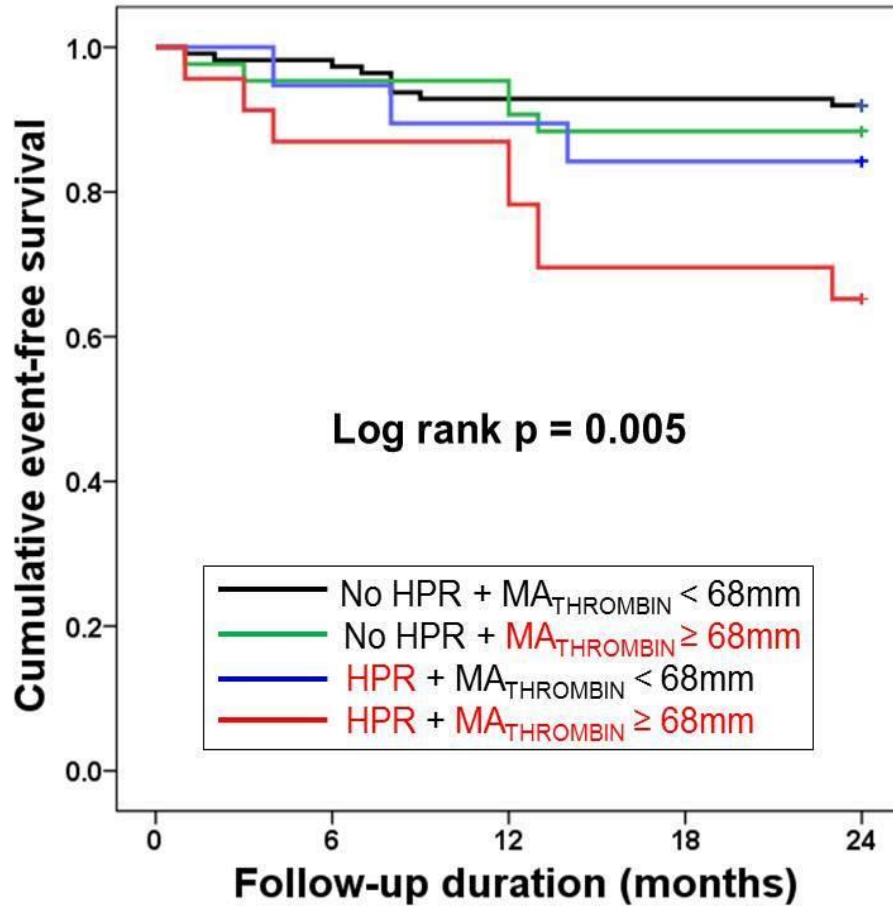 Cumulative event-free survival
1.0
0.8
0.6
0.4
0.2
0.0
Log rank p = 0.005
No HPR + MATHROMBIN < 68mm
No HPR + MATHROMBIN ≥ 68mm
HPR + MATHROMBIN < 68mm
HPR + MATHROMBIN ≥ 68mm
0 6 12 18 24
Follow-up duration (months)